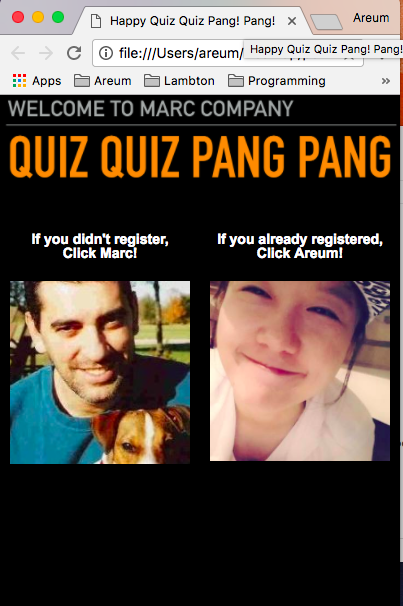 Happy Quiz Quiz Pang! Pang!
Areum
file:///Users/areum/
Happy Quiz Quiz Pang! Pang!
Apps Areum Lambton Programming »
WELCOME TO MARC COMPANY
QUIZ QUIZ PANG PANG
If you didn't register,
Click Marc!
If you already registered,
Click Areum!